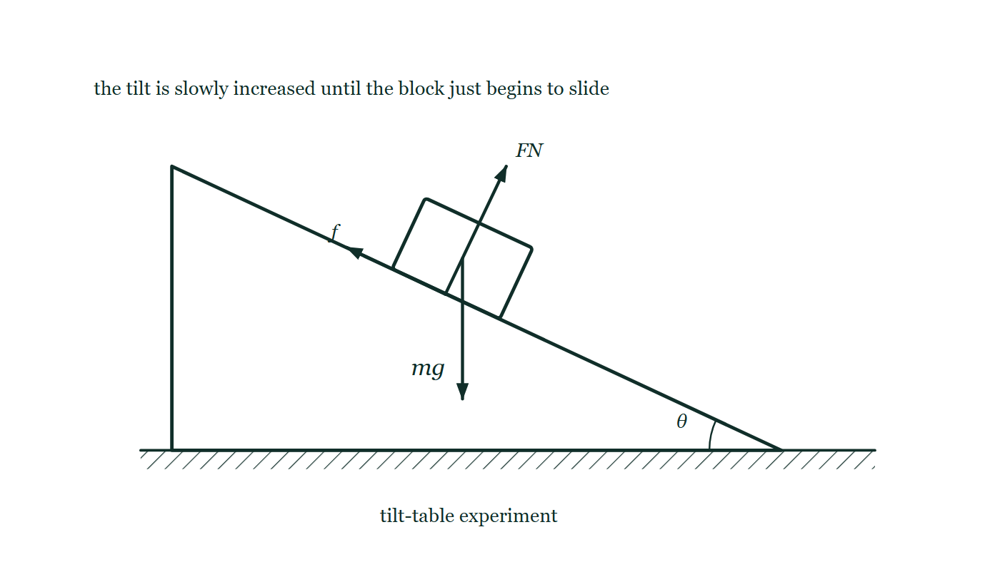 the tilt is slowly increased until the block just begins to slide
FN
f
mg
θ
tilt-table experiment